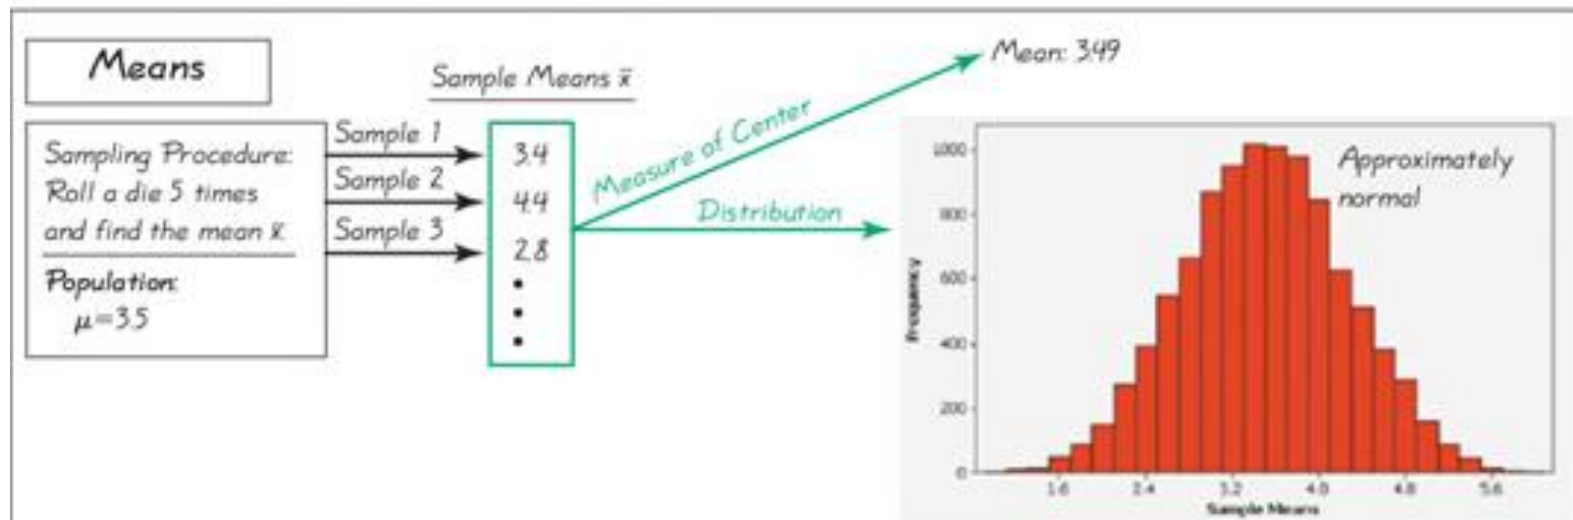 Means
Sampling Procedure:
Roll a die 5 times
and find the mean x̄.
Population:
μ=3.5
Sample 1
Sample 2
Sample 3
Sample Means x̄
3.4
4.4
2.8
Measure of Center
Distribution
Mean: 3.49
Approximately
normal
Frequency
1000
800
600
400
200
0
1.6 2.4 3.2 4.0 4.8 5.6
Sample Means